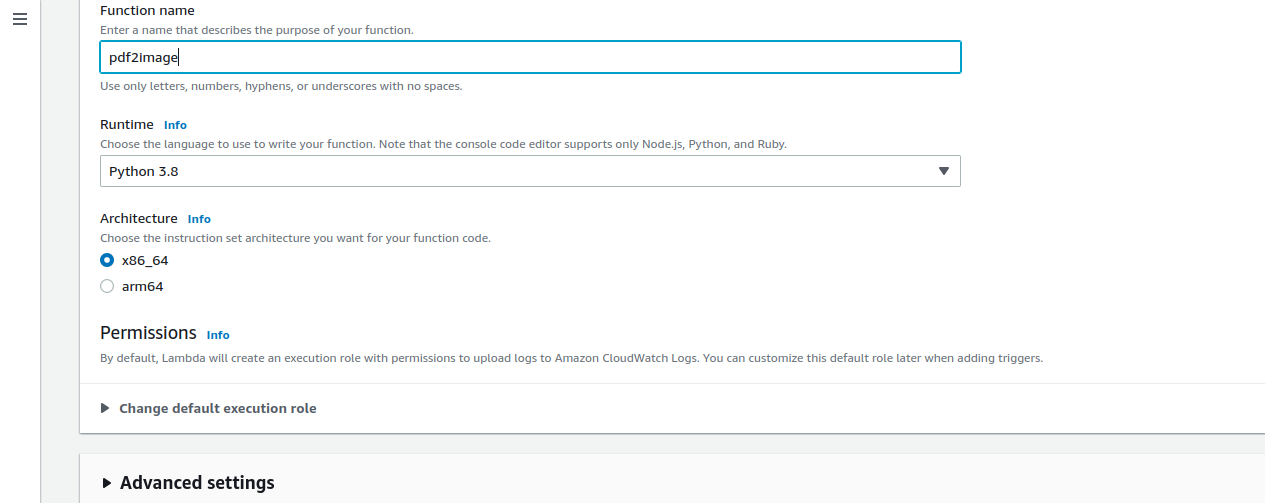 Function name
Enter a name that describes the purpose of your function.
pdf2image
Use only letters, numbers, hyphens, or underscores with no spaces.
Runtime Info
Choose the language to use to write your function. Note that the console code editor supports only Node.js, Python, and Ruby.
Python 3.8
Architecture Info
Choose the instruction set architecture you want for your function code.
x86_64
arm64
Permissions Info
By default, Lambda will create an execution role with permissions to upload logs to Amazon CloudWatch Logs. You can customize this default role later when adding triggers.
Change default execution role
Advanced settings